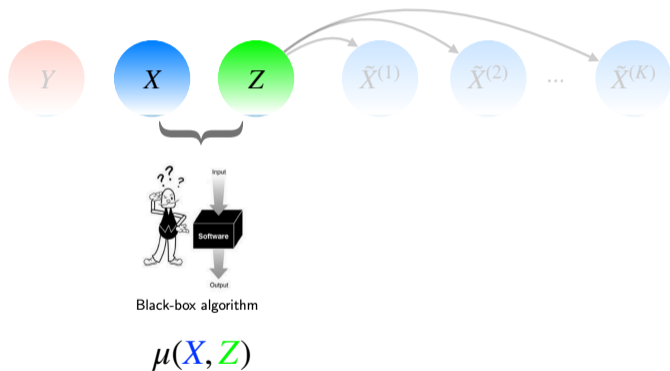 Y X Z X̃⁽¹⁾ X̃⁽²⁾ ... X̃⁽ᴷ⁾
? ? ?
Input
Software
Output
Black-box algorithm
μ(X, Z)